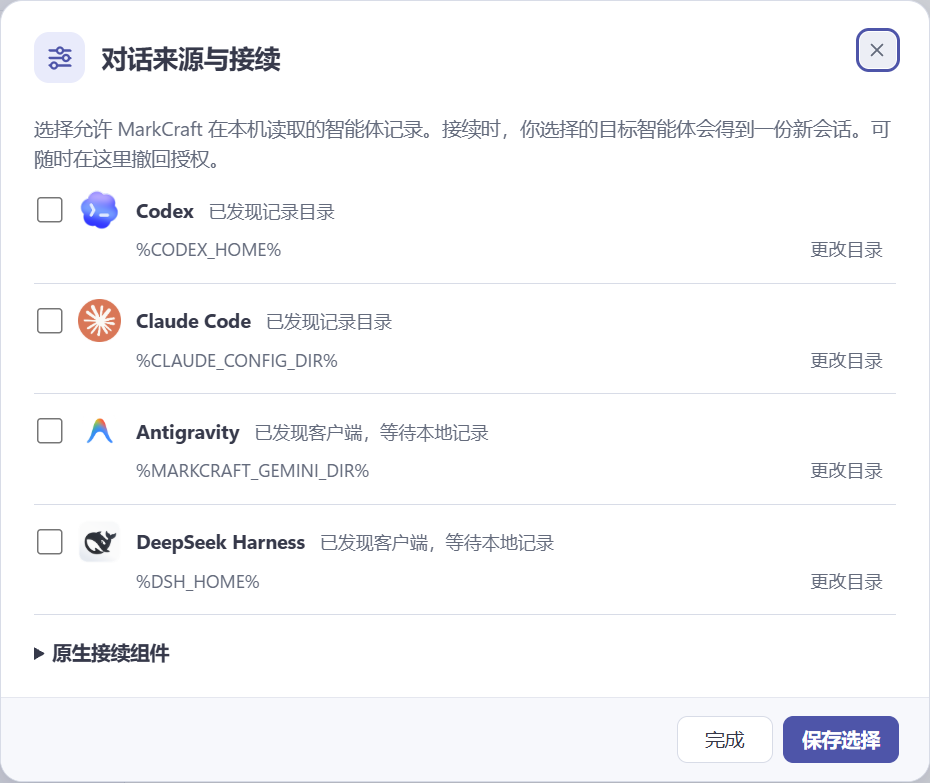 对话来源与接续
选择允许 MarkCraft 在本机读取的智能体记录。接续时，你选择的目标智能体会得到一份新会话。可
随时在这里撤回授权。
Codex 已发现记录目录
%CODEX_HOME% 更改目录
Claude Code 已发现记录目录
%CLAUDE_CONFIG_DIR% 更改目录
Antigravity 已发现客户端，等待本地记录
%MARKCRAFT_GEMINI_DIR% 更改目录
DeepSeek Harness 已发现客户端，等待本地记录
%DSH_HOME% 更改目录
原生接续组件
完成 保存选择